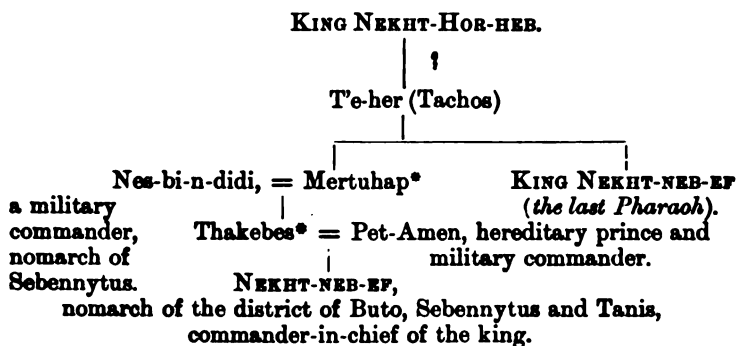 KING NEKHT-HOR-HEB.
?
T'e-her (Tachos)
Nes-bi-n-didi, = Mertuhap* KING NEKHT-NEB-EF
a military (the last Pharaoh).
commander, Thakebes* = Pet-Amen, hereditary prince and
nomarch of military commander.
Sebennytus. NEKHT-NEB-EF,
nomarch of the district of Buto, Sebennytus and Tanis,
commander-in-chief of the king.